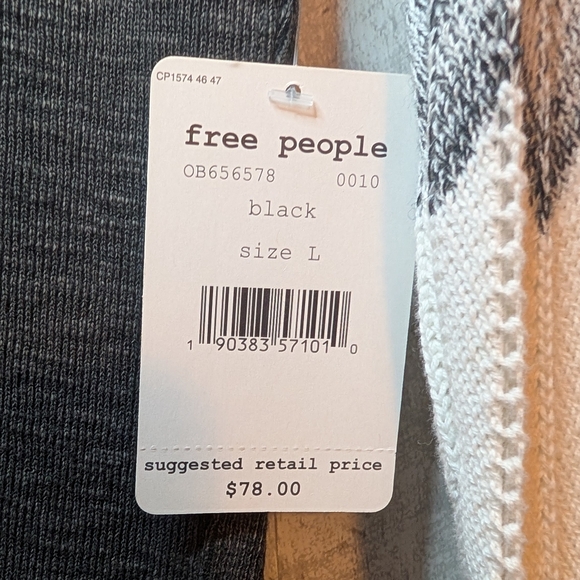 CP1574 46 47
free people
OB656578 0010
black
size L
1 90383 57101 0
suggested retail price
$78.00